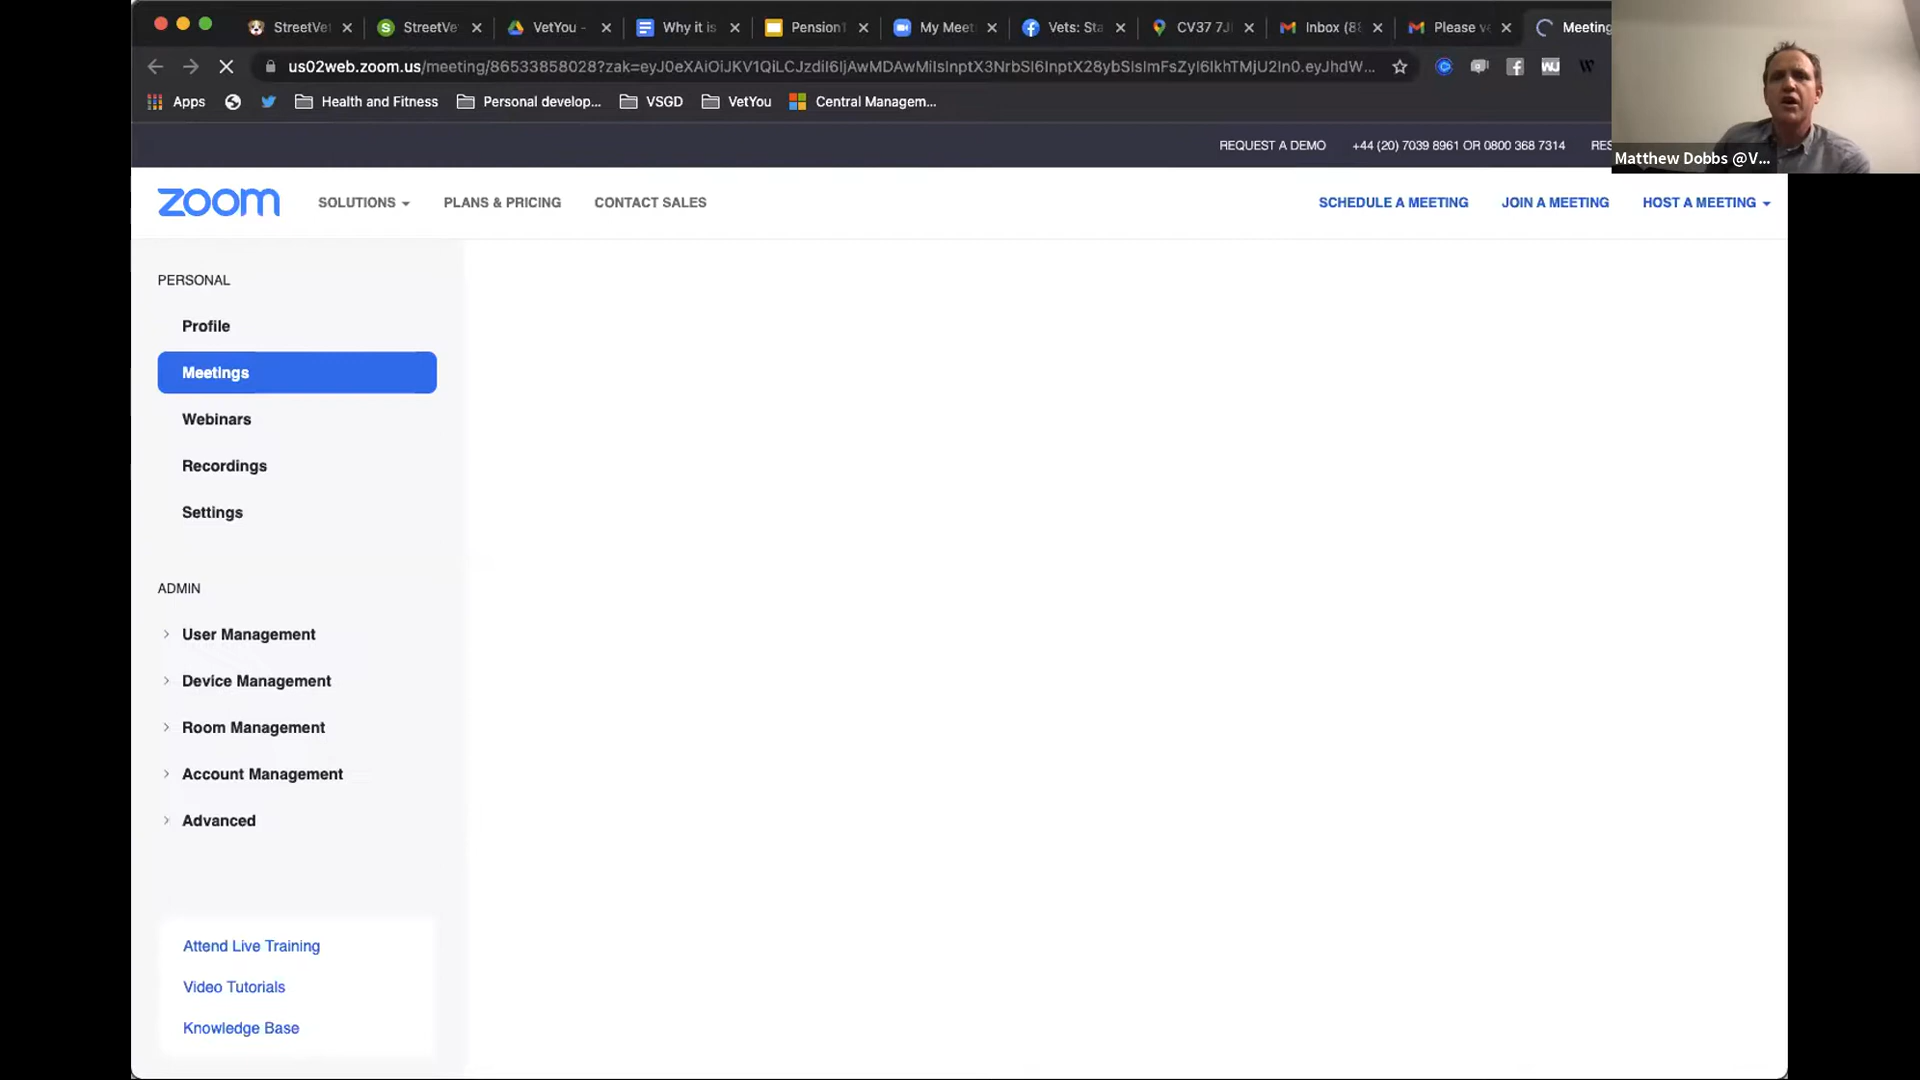 StreetVet
StreetVe
VetYou -
Why it is
Pension
My Meet
Vets: Sta
CV37 7J
Inbox (88
Please ve
Meeting
us02web.zoom.us/meeting/86533858028?zak=
Apps
Health and Fitness
Personal develop...
VSGD
VetYou
Central Managem...
REQUEST A DEMO
+44 (20) 7039 8961 OR 0800 368 7314
RES
Matthew Dobbs @V...
zoom
SOLUTIONS
PLANS & PRICING
CONTACT SALES
SCHEDULE A MEETING
JOIN A MEETING
HOST A MEETING
PERSONAL
Profile
Meetings
Webinars
Recordings
Settings
ADMIN
User Management
Device Management
Room Management
Account Management
Advanced
Attend Live Training
Video Tutorials
Knowledge Base